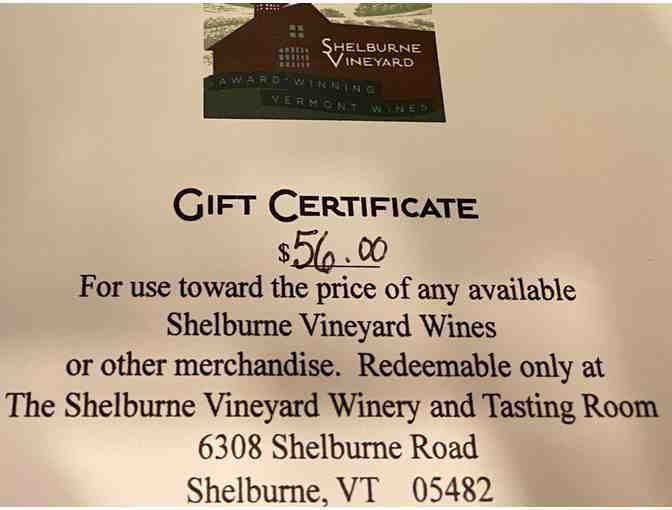 SHELBURNE
VINEYARD
AWARD-WINNING
VERMONT WINES
GIFT CERTIFICATE
$56.00
For use toward the price of any available
Shelburne Vineyard Wines
or other merchandise. Redeemable only at
The Shelburne Vineyard Winery and Tasting Room
6308 Shelburne Road
Shelburne, VT 05482